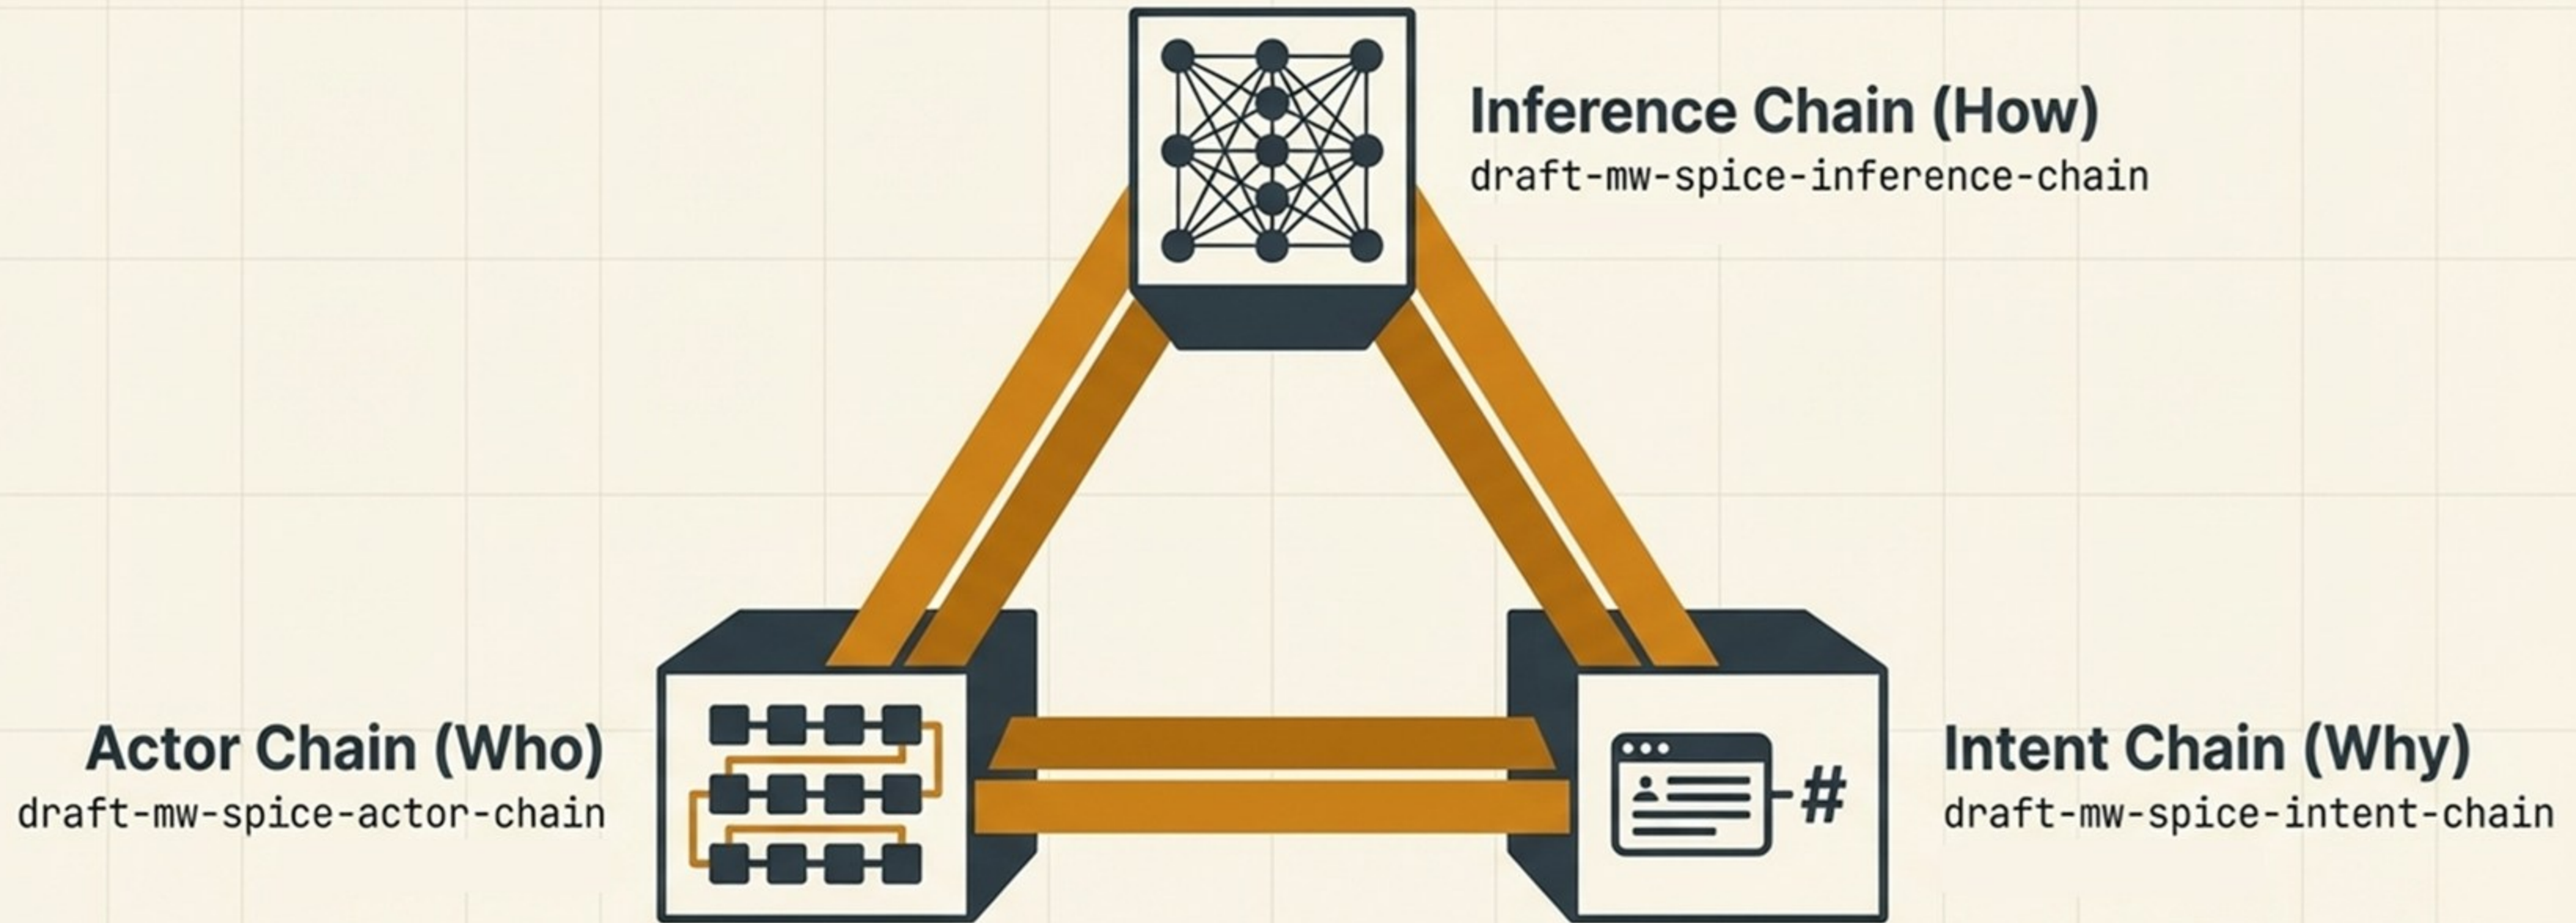 Inference Chain (How)
draft-mw-spice-inference-chain
Actor Chain (Who)
draft-mw-spice-actor-chain
#
Intent Chain (Why)
draft-mw-spice-intent-chain